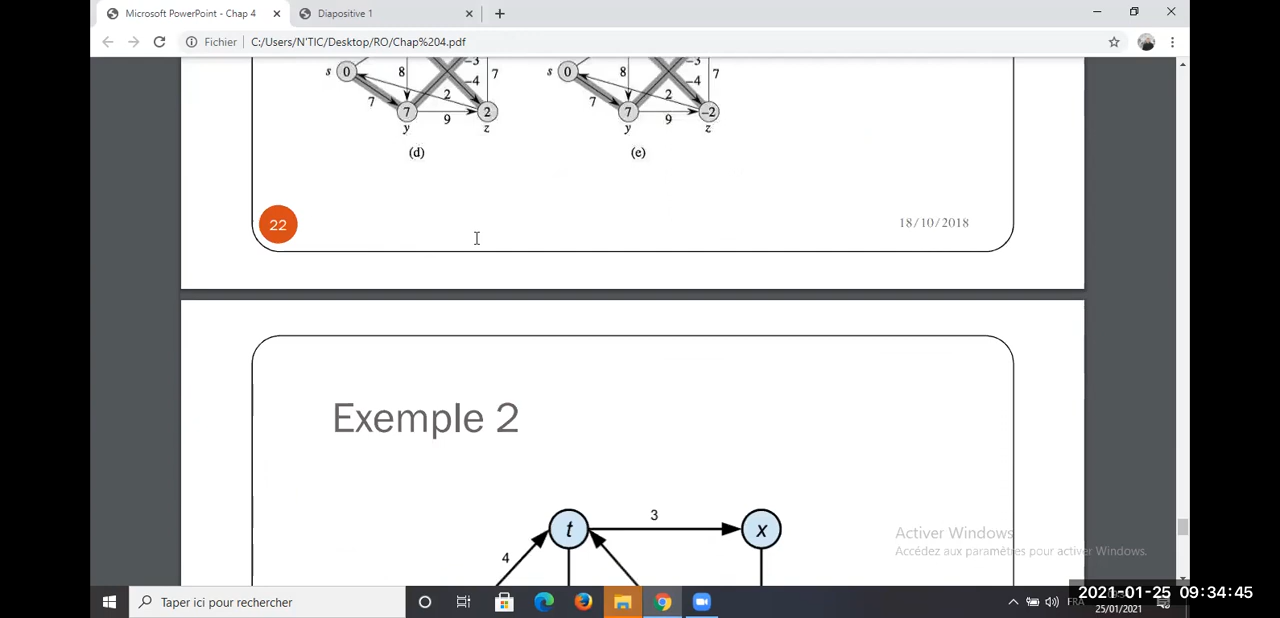 Microsoft PowerPoint - Chap 4
Diapositive 1
Fichier C:/Users/N'TIC/Desktop/RO/Chap%204.pdf
s 0 8 -3 -4 7 s 0 8 -3 -4 7
7 2 7 2
7 9 2 7 9 -2
y z y z
(d) (e)
22 18/10/2018
Exemple 2
t 3 x
4
Activer Windows
Accédez aux paramètres pour activer Windows.
Taper ici pour rechercher
FRA
2021-01-25 09:34:45
25/01/2021